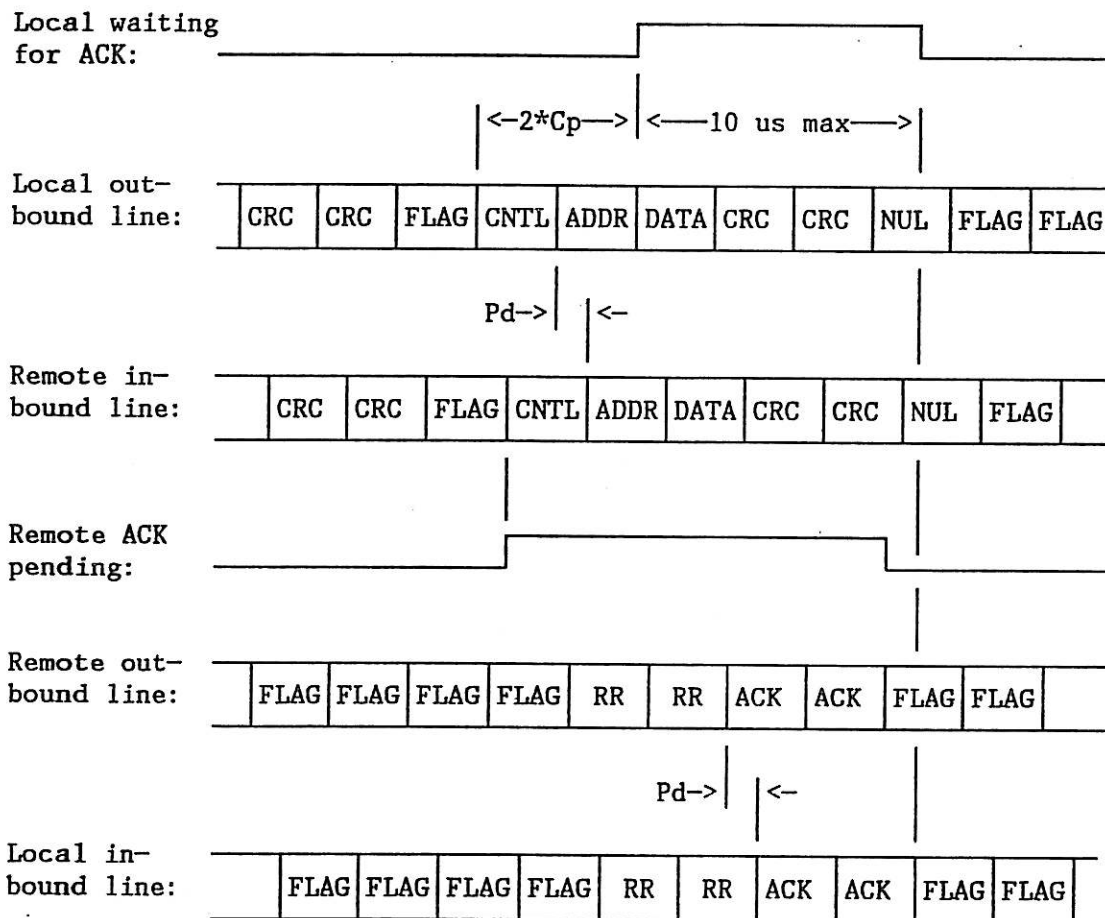 Local waiting
for ACK:
<—2*Cp—> <——10 us max——>
Local out—
bound line:
CRC CRC FLAG CNTL ADDR DATA CRC CRC NUL FLAG FLAG
Pd—> <—
Remote in—
bound line:
CRC CRC FLAG CNTL ADDR DATA CRC CRC NUL FLAG
Remote ACK
pending:
Remote out—
bound line:
FLAG FLAG FLAG FLAG RR RR ACK ACK FLAG FLAG
Pd—> <—
Local in—
bound line:
FLAG FLAG FLAG FLAG RR RR ACK ACK FLAG FLAG